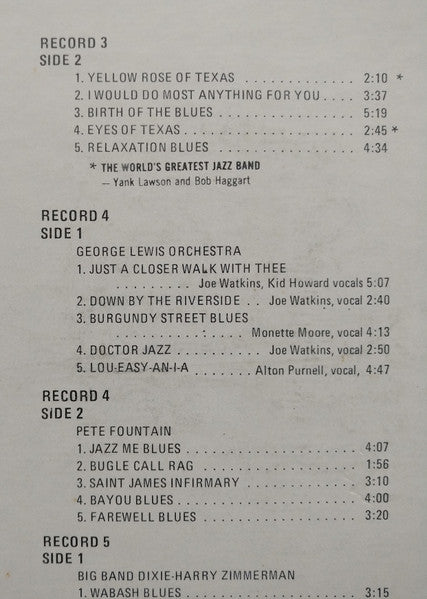 RECORD 3
SIDE 2
1. YELLOW ROSE OF TEXAS . . . . . . . . . . . 2:10 *
2. I WOULD DO MOST ANYTHING FOR YOU . . . . 3:37
3. BIRTH OF THE BLUES . . . . . . . . . . . . . . 5:19
4. EYES OF TEXAS . . . . . . . . . . . . . . . . . . 2:45 *
5. RELAXATION BLUES . . . . . . . . . . . . . . . 4:34
* THE WORLD'S GREATEST JAZZ BAND
-- Yank Lawson and Bob Haggart
RECORD 4
SIDE 1
GEORGE LEWIS ORCHESTRA
1. JUST A CLOSER WALK WITH THEE
. . . . . . . . . Joe Watkins, Kid Howard vocals 5:07
2. DOWN BY THE RIVERSIDE . . Joe Watkins, vocal 2:40
3. BURGUNDY STREET BLUES
. . . . . . . . . . . . . . . . Monette Moore, vocal 4:13
4. DOCTOR JAZZ . . . . . . . . . . Joe Watkins, vocal 2:50
5. LOU-EASY-AN-I-A . . . . . . . Alton Purnell, vocal, 4:47
RECORD 4
SIDE 2
PETE FOUNTAIN
1. JAZZ ME BLUES . . . . . . . . . . . . . . . . . . . 4:07
2. BUGLE CALL RAG . . . . . . . . . . . . . . . . . . 1:56
3. SAINT JAMES INFIRMARY . . . . . . . . . . . . 3:10
4. BAYOU BLUES . . . . . . . . . . . . . . . . . . . . 4:00
5. FAREWELL BLUES . . . . . . . . . . . . . . . . . 3:20
RECORD 5
SIDE 1
BIG BAND DIXIE-HARRY ZIMMERMAN
1. WABASH BLUES . . . . . . . . . . . . . . . . . . . 3:15